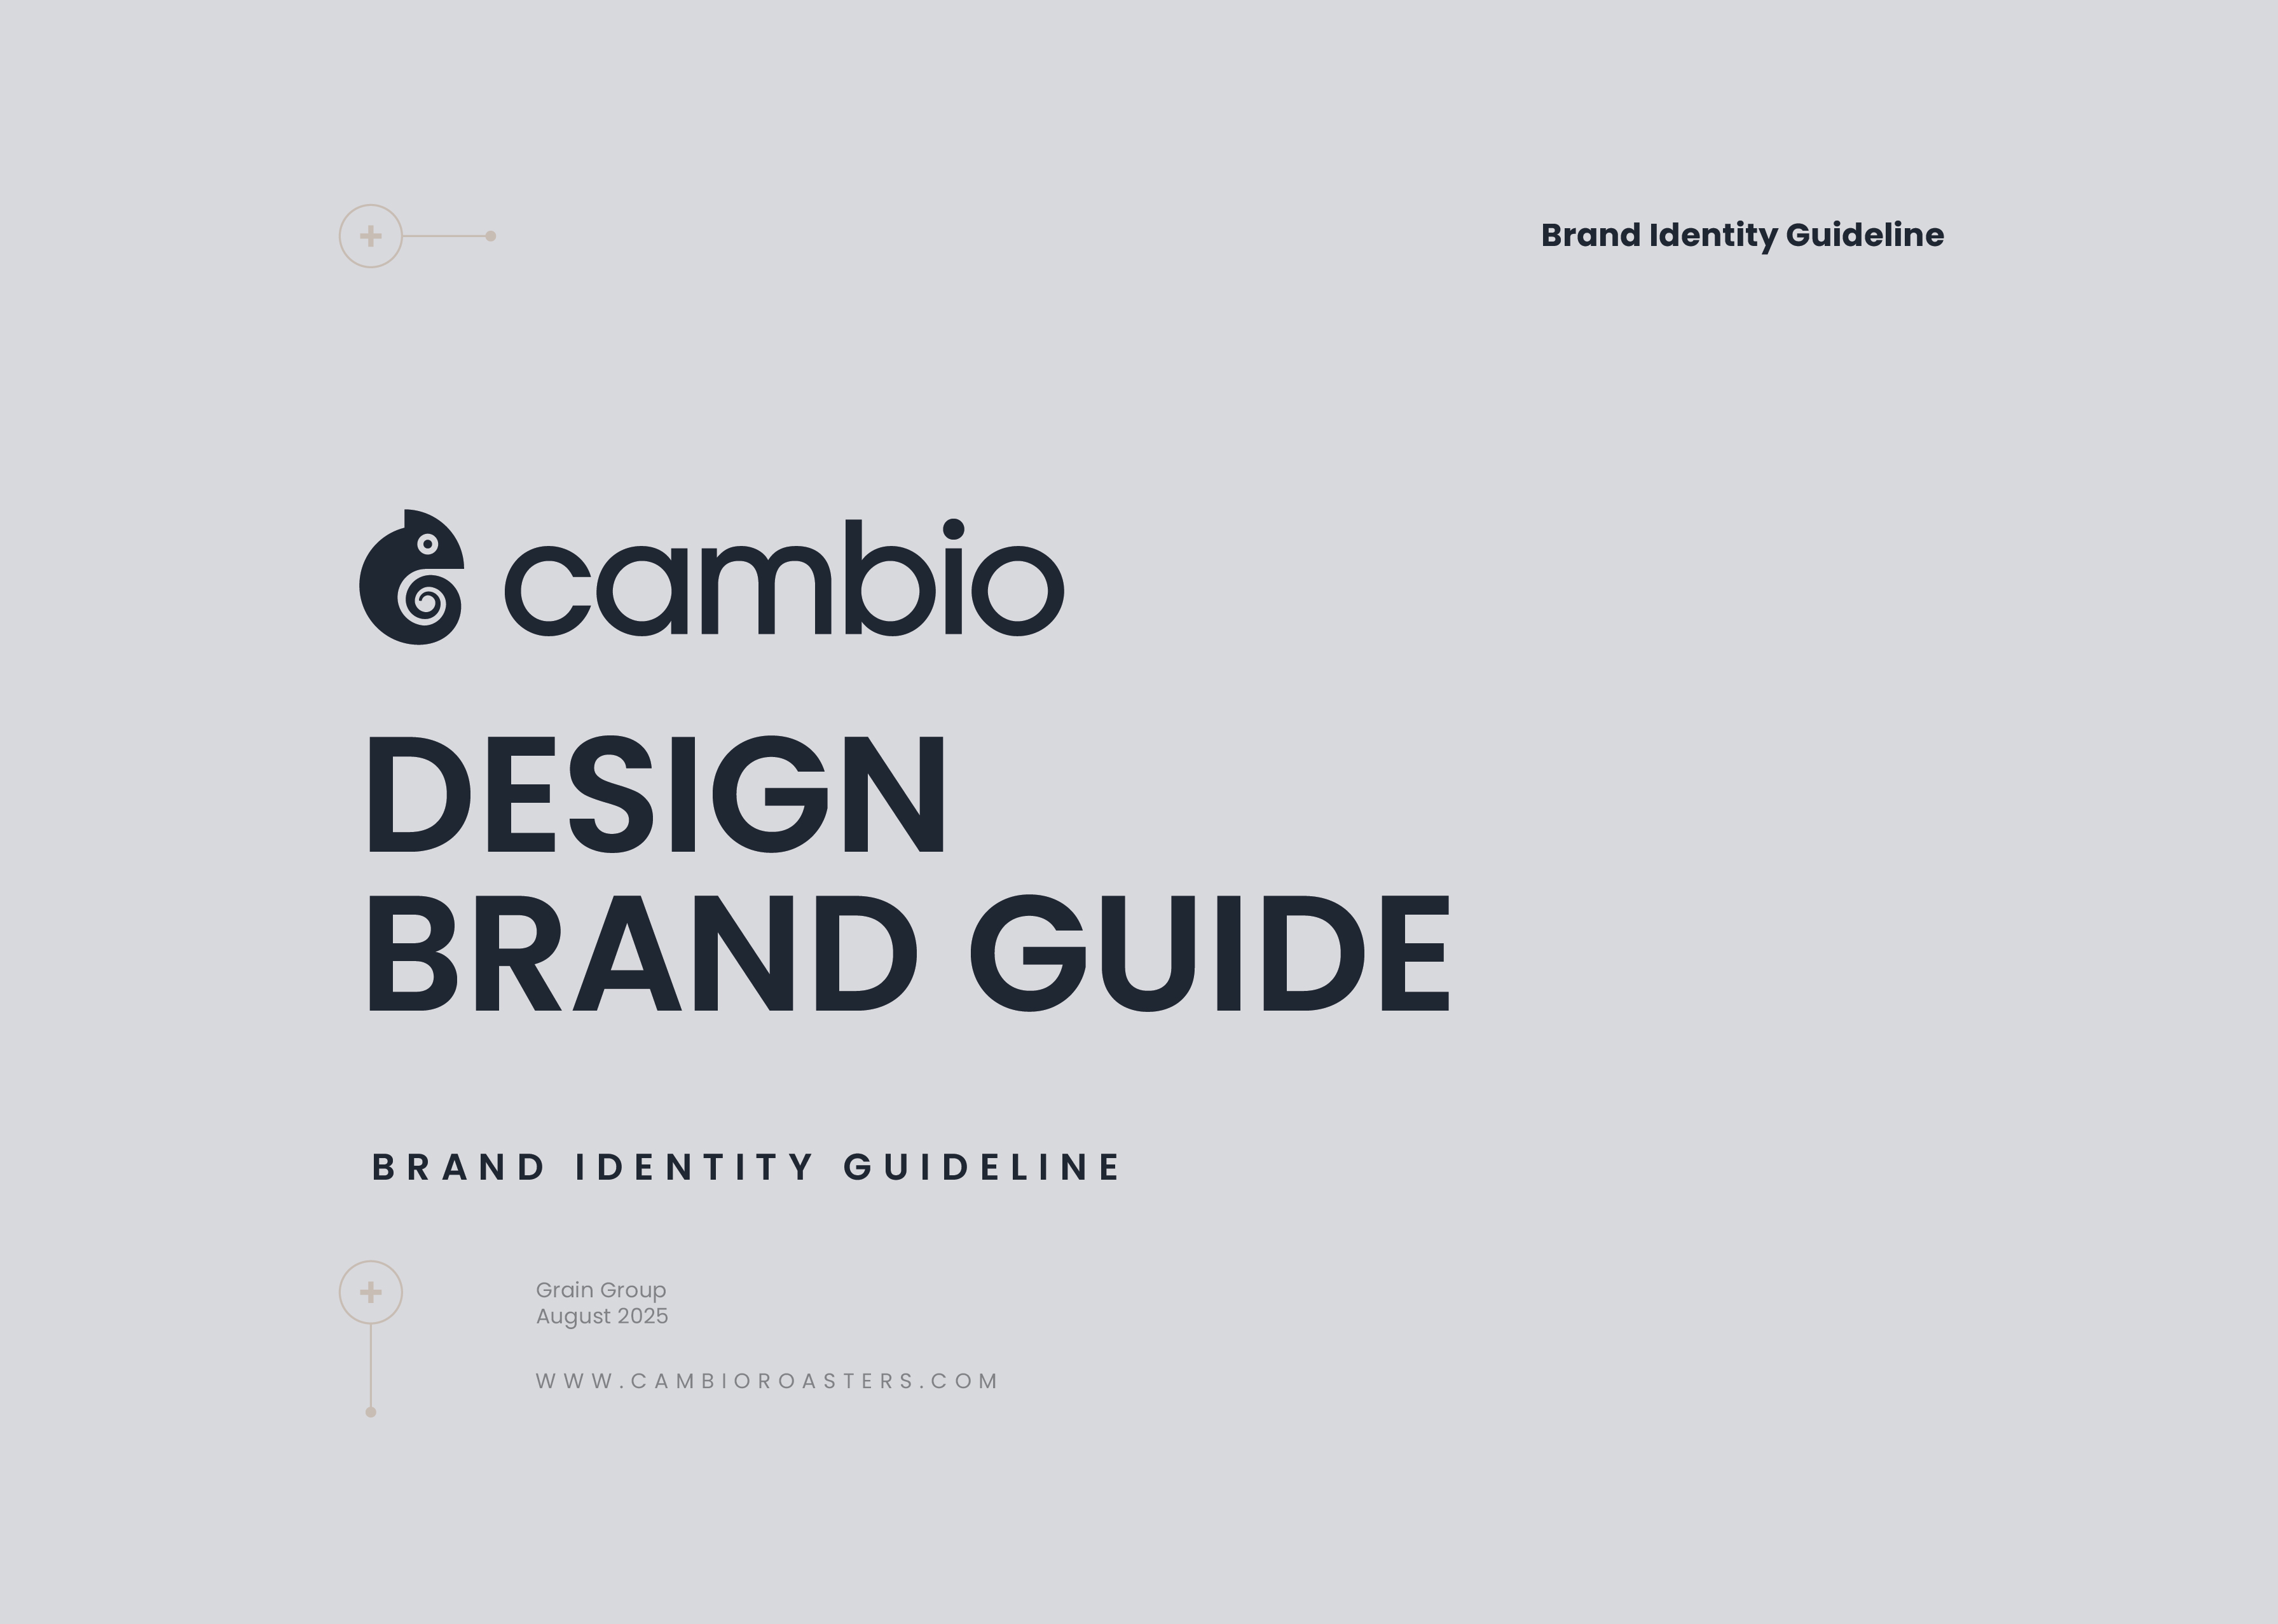 Brand Identity Guideline
cambio
DESIGN
BRAND GUIDE
BRAND IDENTITY GUIDELINE
Grain Group
August 2025
WWW.CAMBIOROASTERS.COM